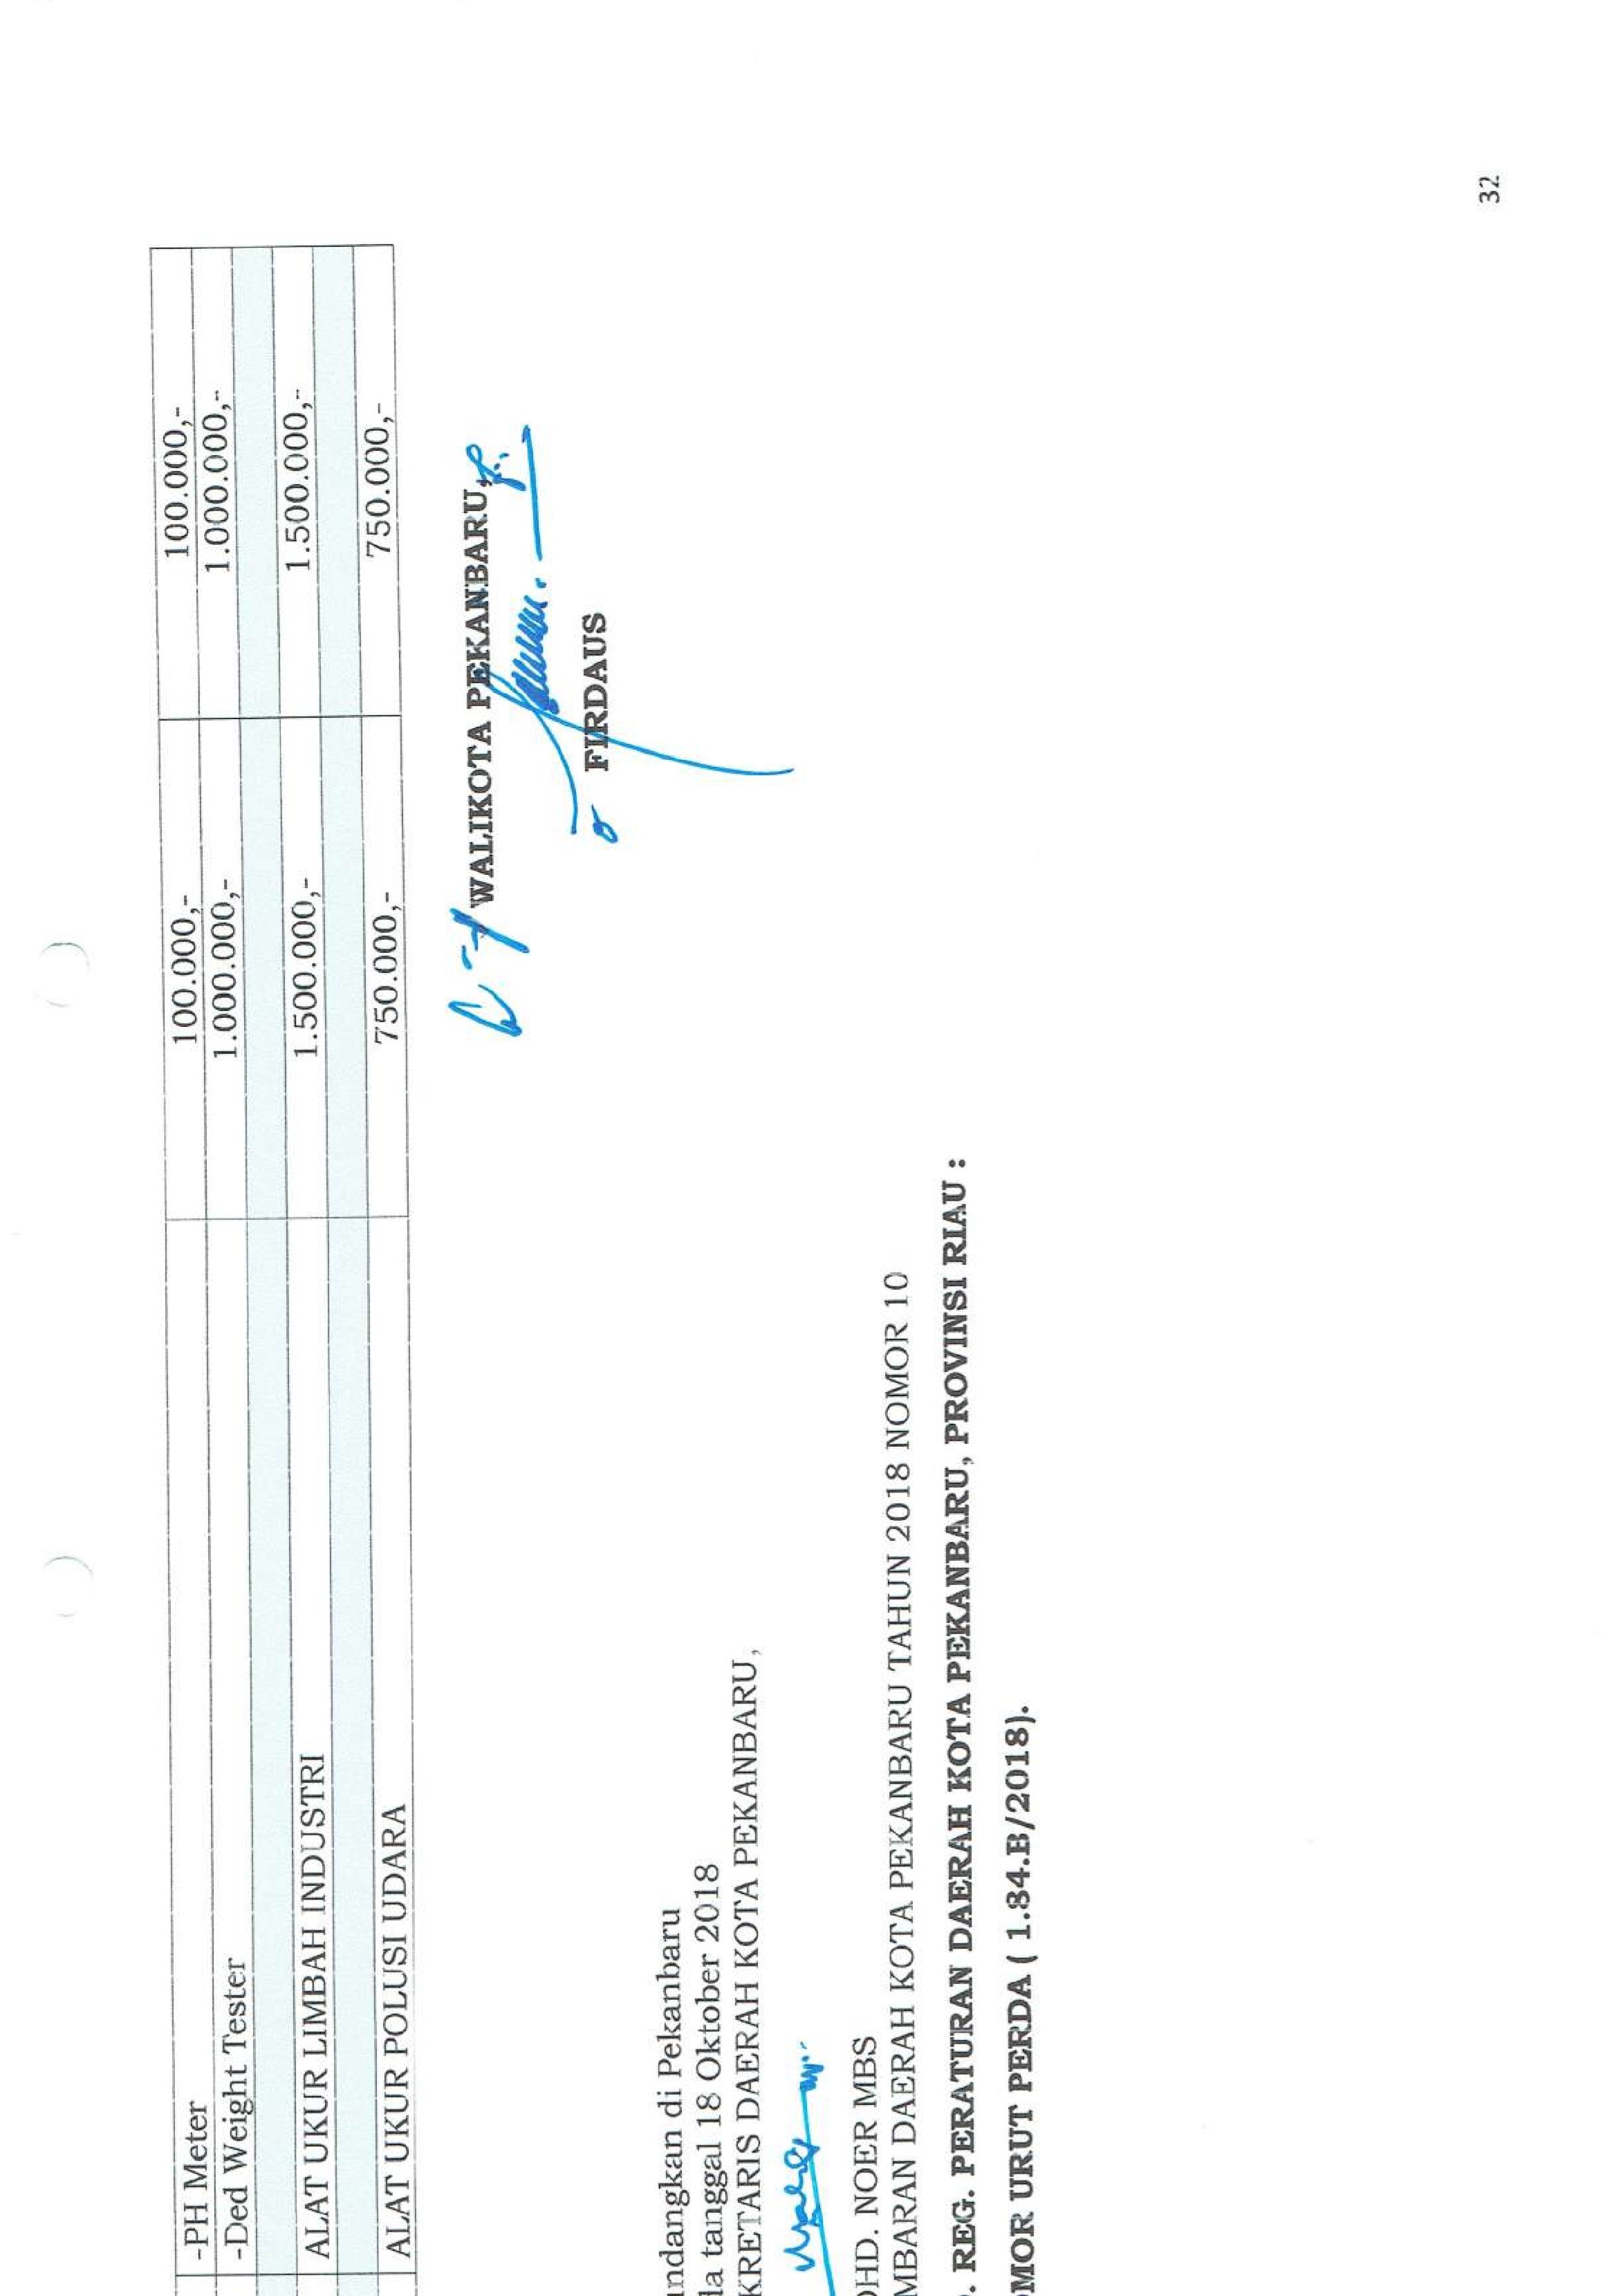 -PH Meter 100.000,- 100.000,-
-Ded Weight Tester 1.000.000,- 1.000.000,-
ALAT UKUR LIMBAH INDUSTRI 1.500.000,- 1.500.000,-
ALAT UKUR POLUSI UDARA 750.000,- 750.000,-
WALIKOTA PEKANBARU,
FIRDAUS
ndangkan di Pekanbaru
da tanggal 18 Oktober 2018
KRETARIS DAERAH KOTA PEKANBARU,
OHD. NOER MBS
MBARAN DAERAH KOTA PEKANBARU TAHUN 2018 NOMOR 10
. REG. PERATURAN DAERAH KOTA PEKANBARU, PROVINSI RIAU :
OMOR URUT PERDA ( 1.84.B/2018).
32